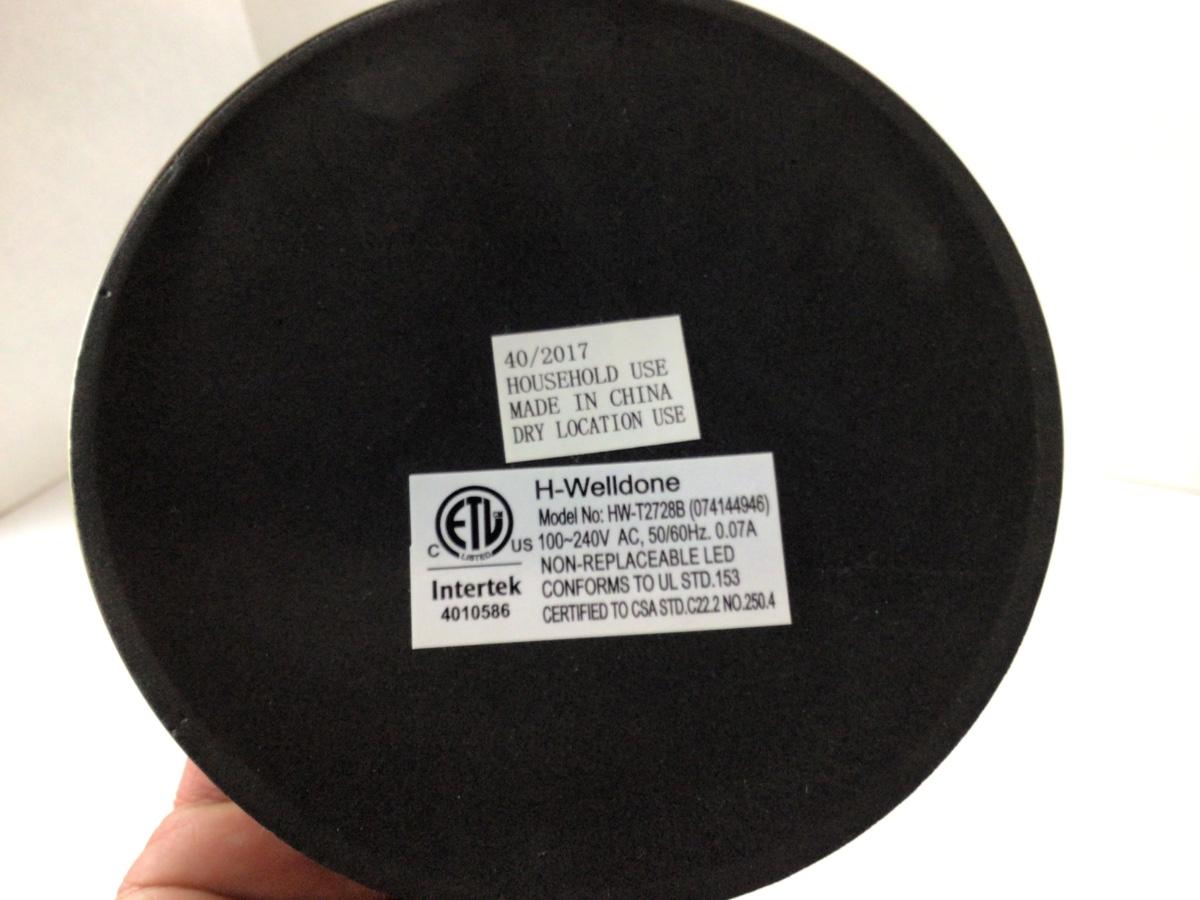 40/2017
HOUSEHOLD USE
MADE IN CHINA
DRY LOCATION USE
ETL CM
LISTED
C US
Intertek
4010586
H-Welldone
Model No: HW-T2728B (074144946)
100~240V AC, 50/60Hz. 0.07A
NON-REPLACEABLE LED
CONFORMS TO UL STD.153
CERTIFIED TO CSA STD.C22.2 NO.250.4